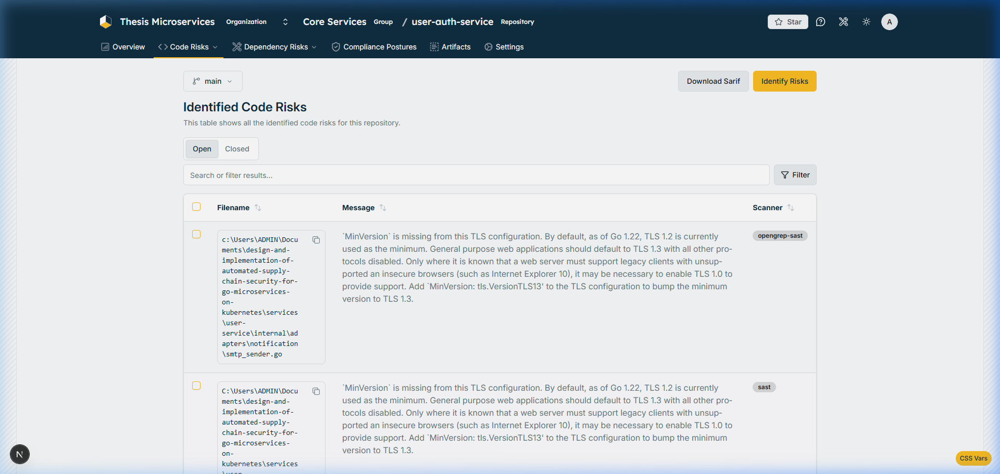 Thesis Microservices Organization Core Services Group / user-auth-service Repository Star A
Overview Code Risks Dependency Risks Compliance Postures Artifacts Settings
main Download Sarif Identify Risks
Identified Code Risks
This table shows all the identified code risks for this repository.
Open Closed
Search or filter results...
Filter
Filename Message Scanner
c:\Users\ADMIN\Docu
ments\design-and-
implementation-of-
automated-supply-
chain-security-for-
go-microservices-
on-
kubernetes\services
\user-
service\internal\ad
apters\notification
\smtp_sender.go
`MinVersion` is missing from this TLS configuration. By default, as of Go 1.22, TLS 1.2 is currently
used as the minimum. General purpose web applications should default to TLS 1.3 with all other pro-
tocols disabled. Only where it is known that a web server must support legacy clients with unsup-
ported an insecure browsers (such as Internet Explorer 10), it may be necessary to enable TLS 1.0 to
provide support. Add `MinVersion: tls.VersionTLS13' to the TLS configuration to bump the minimum
version to TLS 1.3.
opengrep-sast
C:\Users\ADMIN\Docu
ments\design-and-
implementation-of-
automated-supply-
chain-security-for-
go-microservices-
on-
kubernetes\services
\user-
`MinVersion` is missing from this TLS configuration. By default, as of Go 1.22, TLS 1.2 is currently
used as the minimum. General purpose web applications should default to TLS 1.3 with all other pro-
tocols disabled. Only where it is known that a web server must support legacy clients with unsup-
ported an insecure browsers (such as Internet Explorer 10), it may be necessary to enable TLS 1.0 to
provide support. Add `MinVersion: tls.VersionTLS13' to the TLS configuration to bump the minimum
version to TLS 1.3.
sast
N
CSS Vars